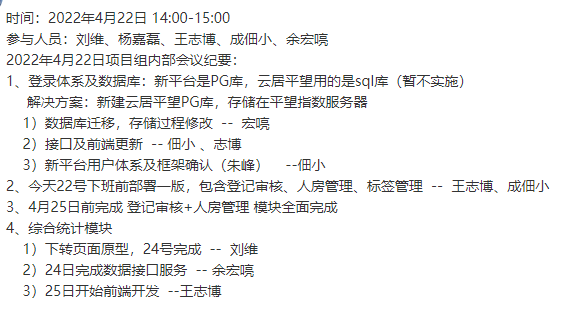 时间：2022年4月22日 14:00-15:00
参与人员：刘维、杨嘉磊、王志博、成佃小、余宏喨
2022年4月22日项目组内部会议纪要：
1、登录体系及数据库：新平台是PG库，云居平望用的是sql库（暂不实施）
解决方案：新建云居平望PG库，存储在平望指数服务器
1）数据库迁移，存储过程修改 -- 宏喨
2）接口及前端更新 -- 佃小 、志博
3）新平台用户体系及框架确认（朱峰） --佃小
2、今天22号下班前部署一版，包含登记审核、人房管理、标签管理 -- 王志博、成佃小
3、4月25日前完成 登记审核+人房管理 模块全面完成
4、综合统计模块
1）下转页面原型，24号完成 -- 刘维
2）24日完成数据接口服务 -- 余宏喨
3）25日开始前端开发 --王志博